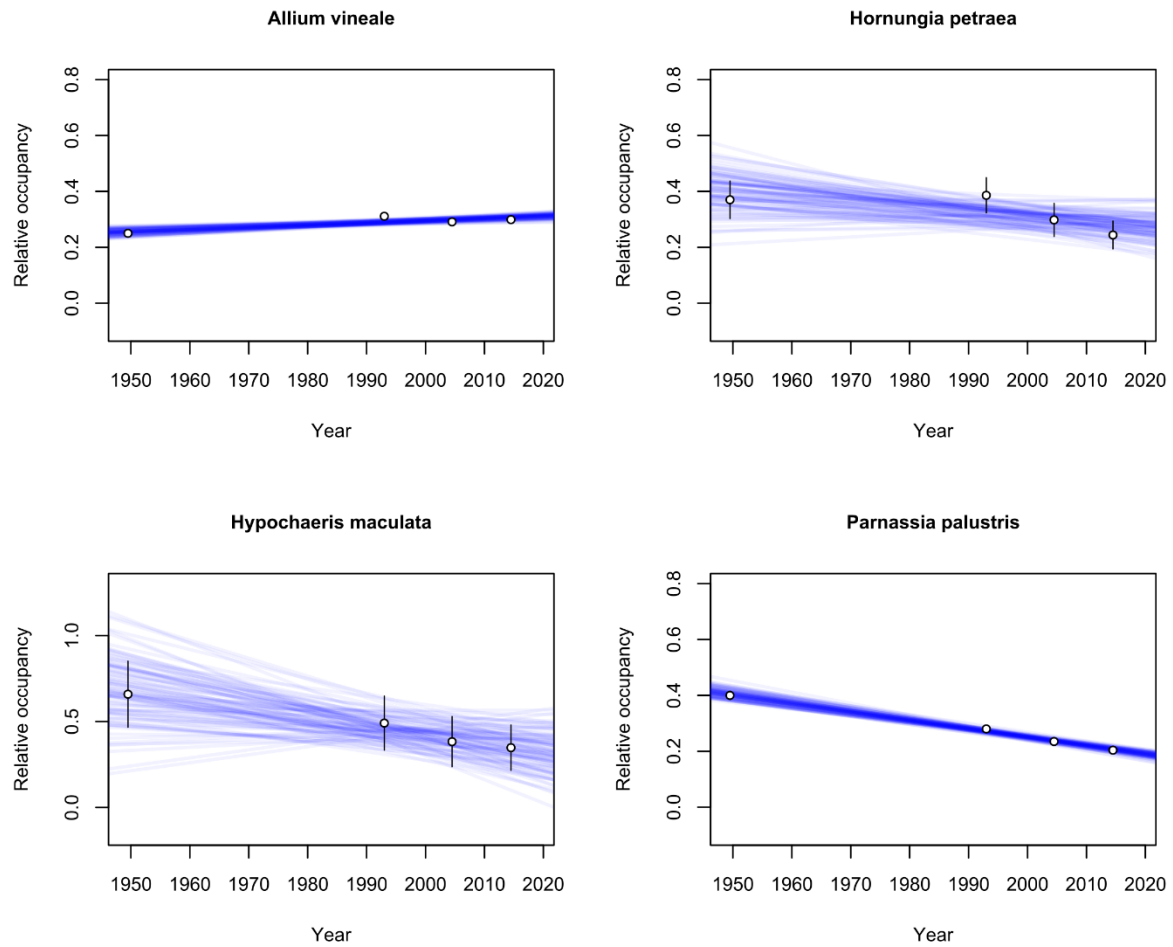 Allium vineale
Relative occupancy
0.8
0.6
0.4
0.2
0.0
1950 1960 1970 1980 1990 2000 2010 2020
Year
Hornungia petraea
Relative occupancy
0.8
0.6
0.4
0.2
0.0
1950 1960 1970 1980 1990 2000 2010 2020
Year
Hypochaeris maculata
Relative occupancy
1.0
0.5
0.0
1950 1960 1970 1980 1990 2000 2010 2020
Year
Parnassia palustris
Relative occupancy
0.8
0.6
0.4
0.2
0.0
1950 1960 1970 1980 1990 2000 2010 2020
Year